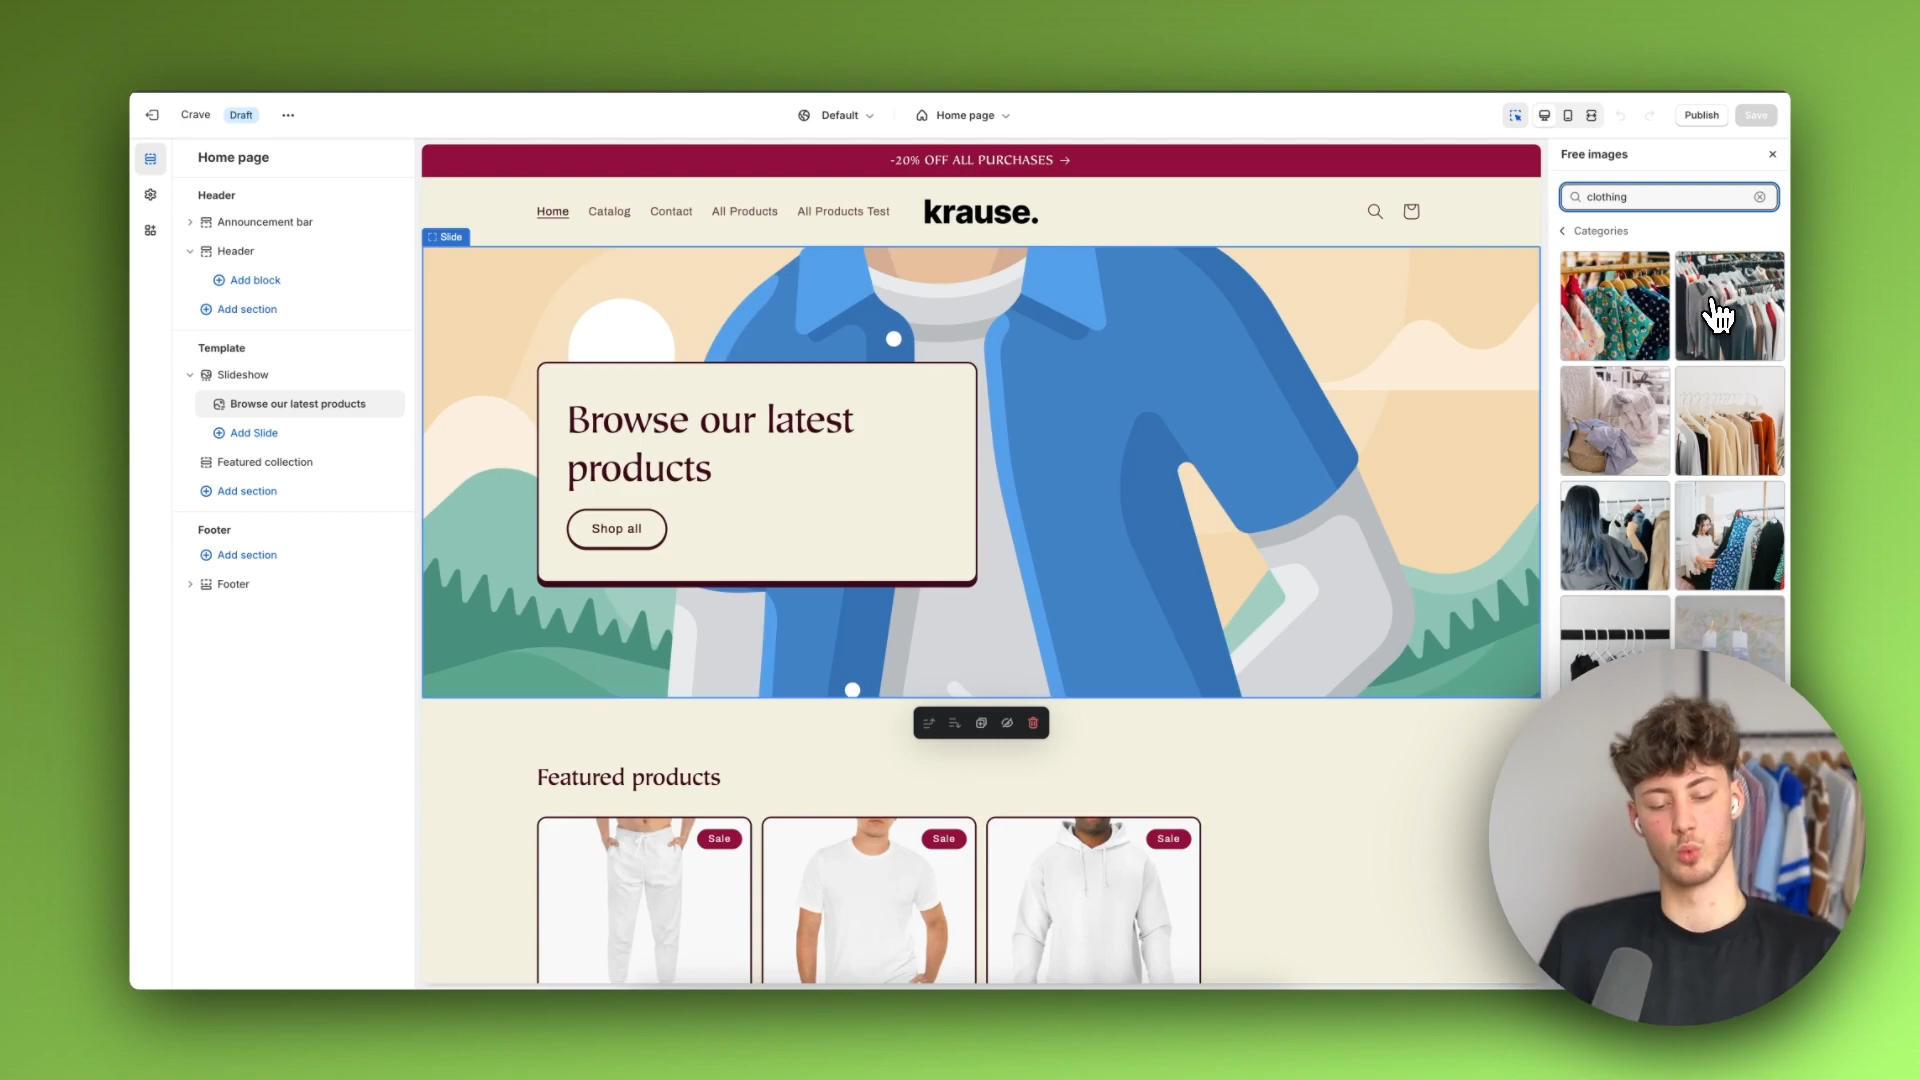 Crave
Draft
Default
Home page
Publish
Save
Home page
Header
Announcement bar
Header
Add block
Add section
Template
Slideshow
Browse our latest products
Add Slide
Featured collection
Add section
Footer
Add section
Footer
-20% OFF ALL PURCHASES →
Home
Catalog
Contact
All Products
All Products Test
krause.
Slide
Browse our latest
products
Shop all
Featured products
Sale
Sale
Sale
Free images
clothing
Categories